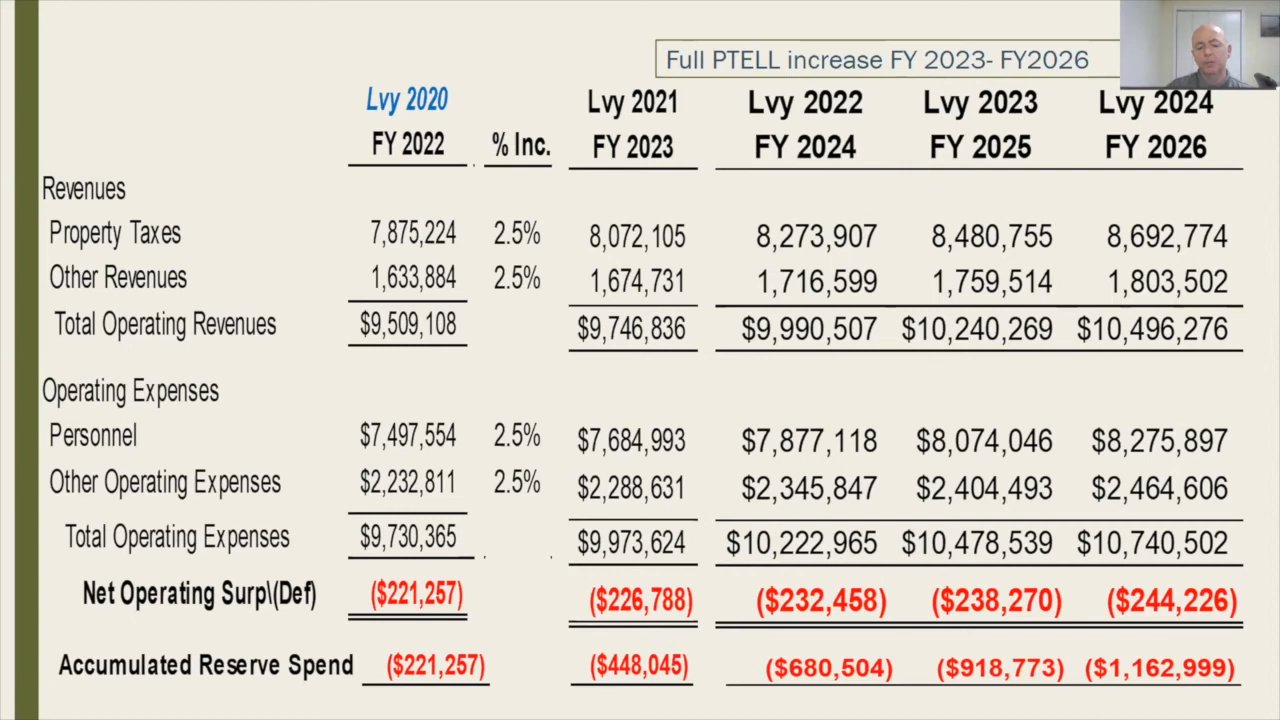 Full PTELL increase FY 2023- FY2026
Lvy 2020 Lvy 2021 Lvy 2022 Lvy 2023 Lvy 2024
FY 2022 % Inc. FY 2023 FY 2024 FY 2025 FY 2026
Revenues
Property Taxes 7,875,224 2.5% 8,072,105 8,273,907 8,480,755 8,692,774
Other Revenues 1,633,884 2.5% 1,674,731 1,716,599 1,759,514 1,803,502
Total Operating Revenues $9,509,108 $9,746,836 $9,990,507 $10,240,269 $10,496,276
Operating Expenses
Personnel $7,497,554 2.5% $7,684,993 $7,877,118 $8,074,046 $8,275,897
Other Operating Expenses $2,232,811 2.5% $2,288,631 $2,345,847 $2,404,493 $2,464,606
Total Operating Expenses $9,730,365 $9,973,624 $10,222,965 $10,478,539 $10,740,502
Net Operating Surp\(Def) ($221,257) ($226,788) ($232,458) ($238,270) ($244,226)
Accumulated Reserve Spend ($221,257) ($448,045) ($680,504) ($918,773) ($1,162,999)